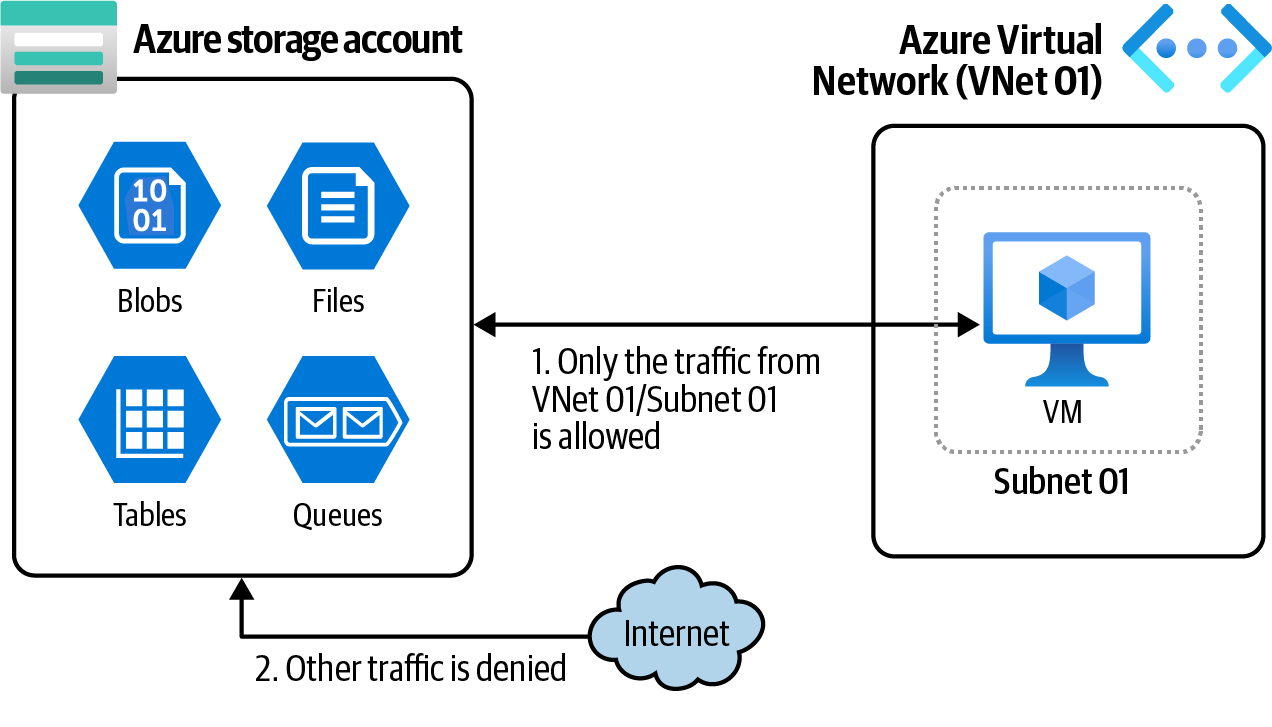 Azure storage account
Azure Virtual
Network (VNet 01)
10
01
Blobs
Files
Tables
Queues
1. Only the traffic from
VNet 01/Subnet 01
is allowed
VM
Subnet 01
Internet
2. Other traffic is denied